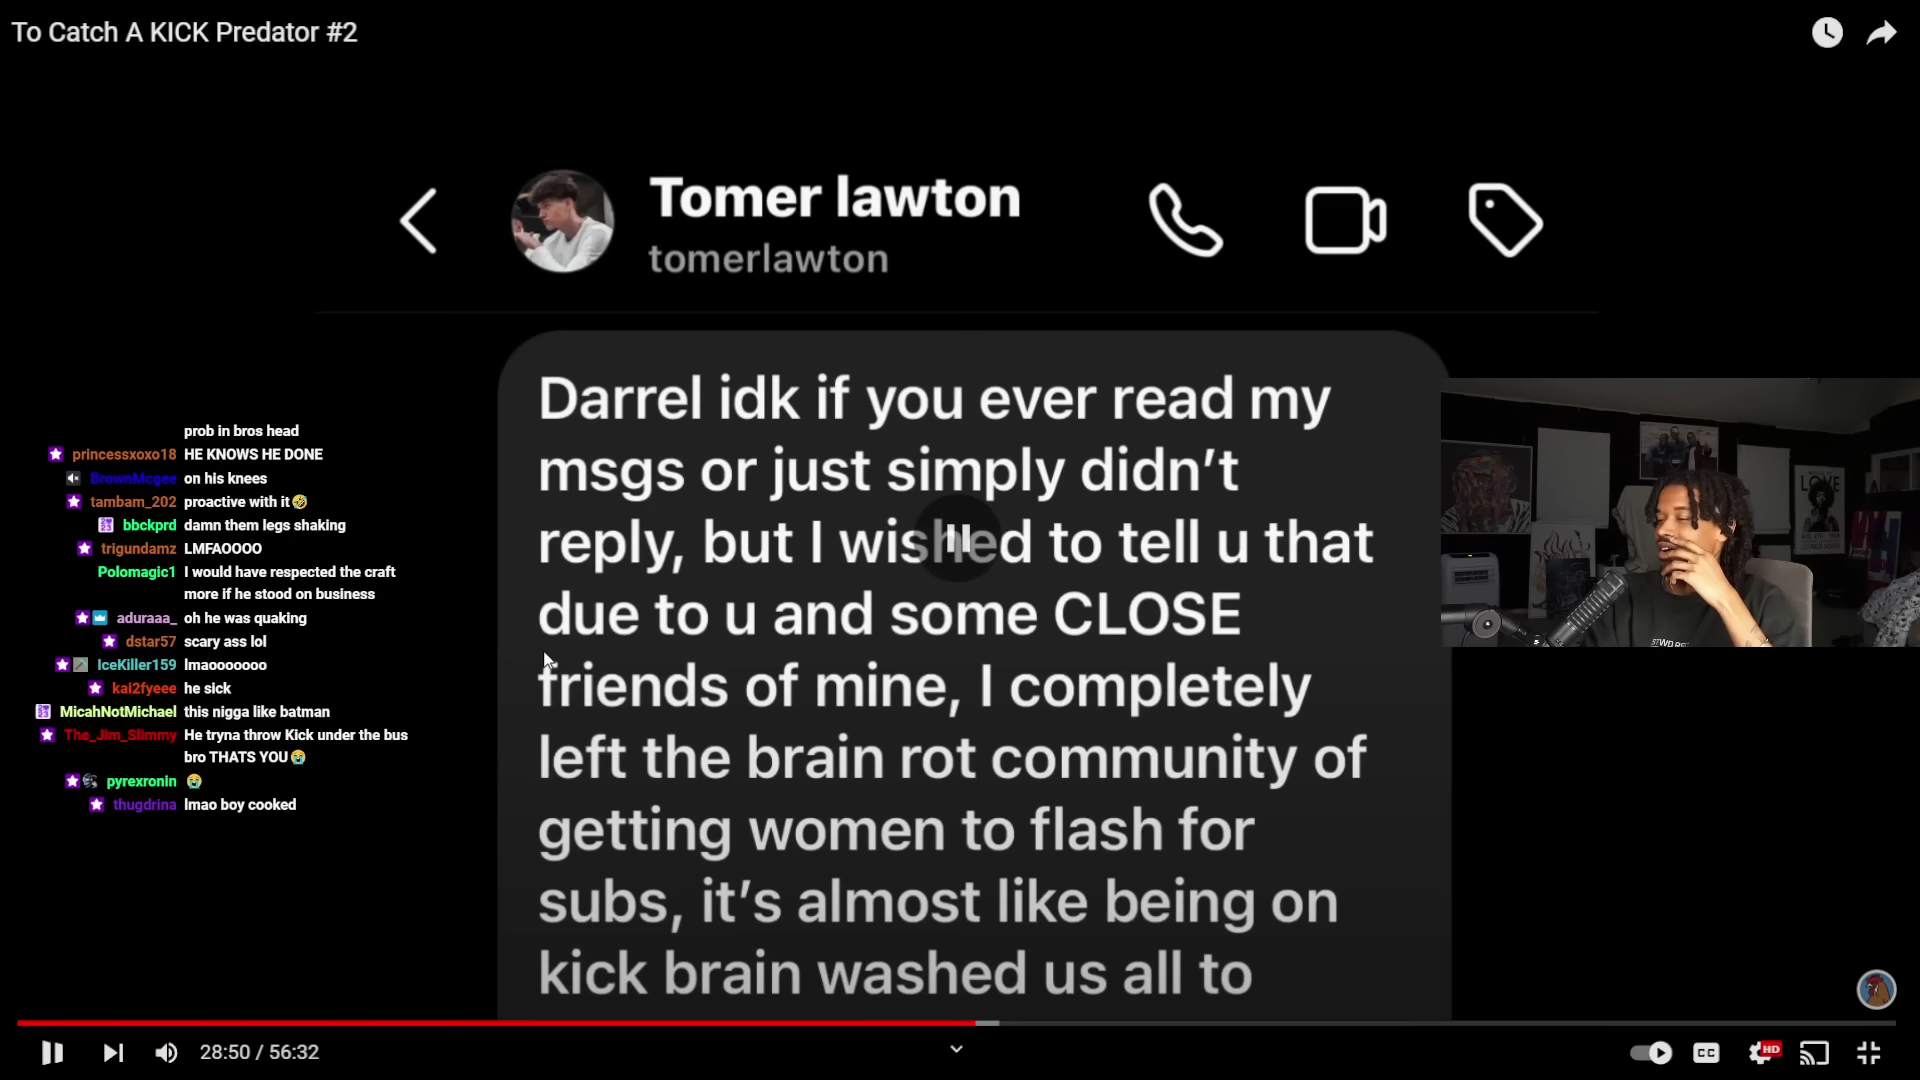 To Catch A KICK Predator #2
Tomer lawton
tomerlawton
Darrel idk if you ever read my
msgs or just simply didn't
reply, but I wished to tell u that
due to u and some CLOSE
friends of mine, I completely
left the brain rot community of
getting women to flash for
subs, it's almost like being on
kick brain washed us all to
prob in bros head
princessxoxo18 HE KNOWS HE DONE
BrownMcgee on his knees
tambam_202 proactive with it🤣
bbckprd damn them legs shaking
trigundamz LMFAOOOO
Polomagic1 I would have respected the craft
more if he stood on business
aduraaa_ oh he was quaking
dstar57 scary ass lol
IceKiller159 lmaooooooo
kai2fyeee he sick
MicahNotMichael this nigga like batman
The_Jim_Slimmy He tryna throw Kick under the bus
bro THATS YOU😭
pyrexronin 😭
thugdrina lmao boy cooked
LOVE
28:50 / 56:32
CC
HD